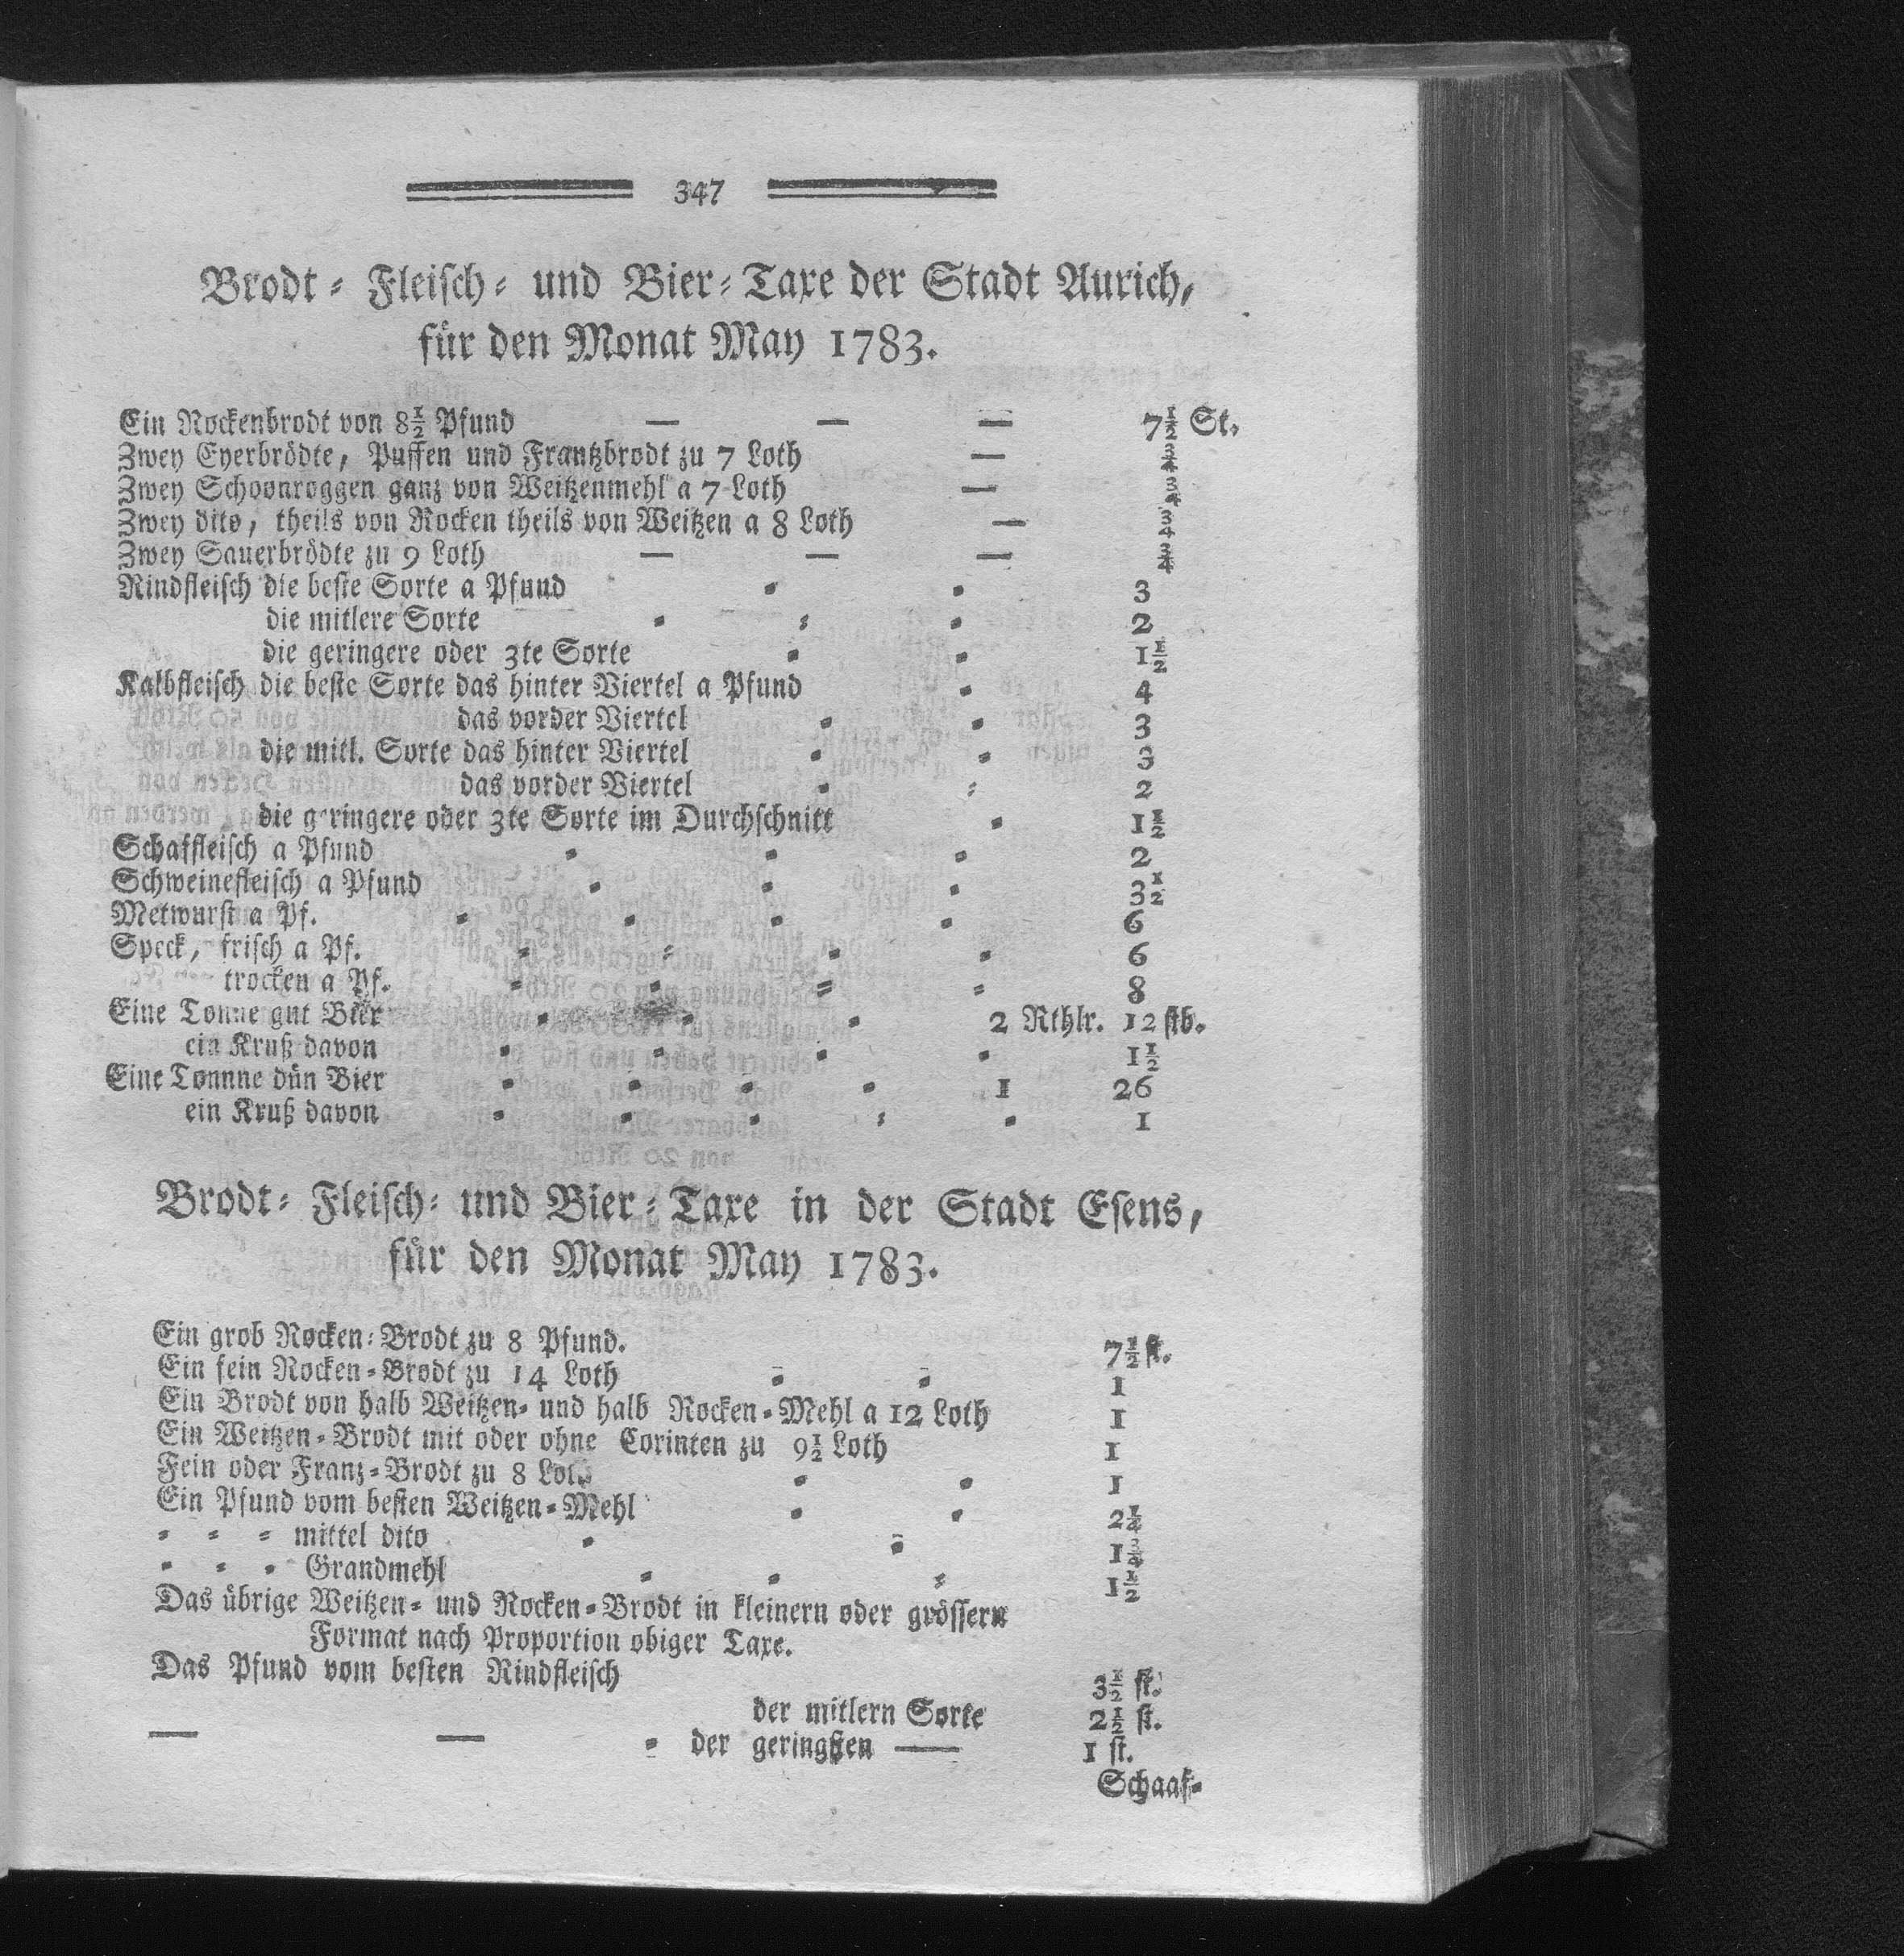 347
Brodt- Fleisch- und Bier-Taxe der Stadt Aurich,
für den Monat May 1783.
Ein Rockenbrodt von 8½ Pfund — — — 7½ St.
Zwey Eyerbrödte, Puffen und Frantzbrodt zu 7 Loth — ¾
Zwey Schoonroggen ganz von Weitzenmehl a 7 Loth — ¾
Zwey dito, theils von Rocken theils von Weitzen a 8 Loth — ¾
Zwey Sauerbrödte zu 9 Loth — — — ¾
Rindfleisch die beste Sorte a Pfund - - 3
die mitlere Sorte - - - 2
die geringere oder 3te Sorte - - 1½
Kalbfleisch die beste Sorte das hinter Viertel a Pfund - 4
das vorder Viertel - - 3
die mitl. Sorte das hinter Viertel - - 3
das vorder Viertel - - 2
die geringere oder 3te Sorte im Durchschnitt - 1½
Schaffleisch a Pfund - - - 2
Schweinefleisch a Pfund - - - 3½
Metwurst a Pf. - - - - 6
Speck, frisch a Pf. - - - - 6
trocken a Pf. - - - - 8
Eine Tonne gut Bier - - - 2 Rthlr. 12 stb.
ein Kruß davon - - - - 1½
Eine Tonnne dün Bier - - - - 1 26
ein Kruß davon - - - - - 1
Brodt- Fleisch- und Bier-Taxe in der Stadt Esens,
für den Monat May 1783.
Ein grob Rocken-Brodt zu 8 Pfund. 7½ st.
Ein fein Rocken-Brodt zu 14 Loth - - 1
Ein Brodt von halb Weitzen- und halb Rocken-Mehl a 12 Loth 1
Ein Weitzen-Brodt mit oder ohne Corinten zu 9½ Loth 1
Fein oder Franz-Brodt zu 8 Loth - - 1
Ein Pfund vom besten Weitzen-Mehl - - 2¼
- - - mittel dito - - 1¾
- - - Grandmehl - - - 1½
Das übrige Weitzen- und Rocken-Brodt in kleinern oder grössern
Format nach Proportion obiger Taxe.
Das Pfund vom besten Rindfleisch 3½ st.
der mitlern Sorte 2½ st.
— — - der geringsten — 1 st.
Schaaf-